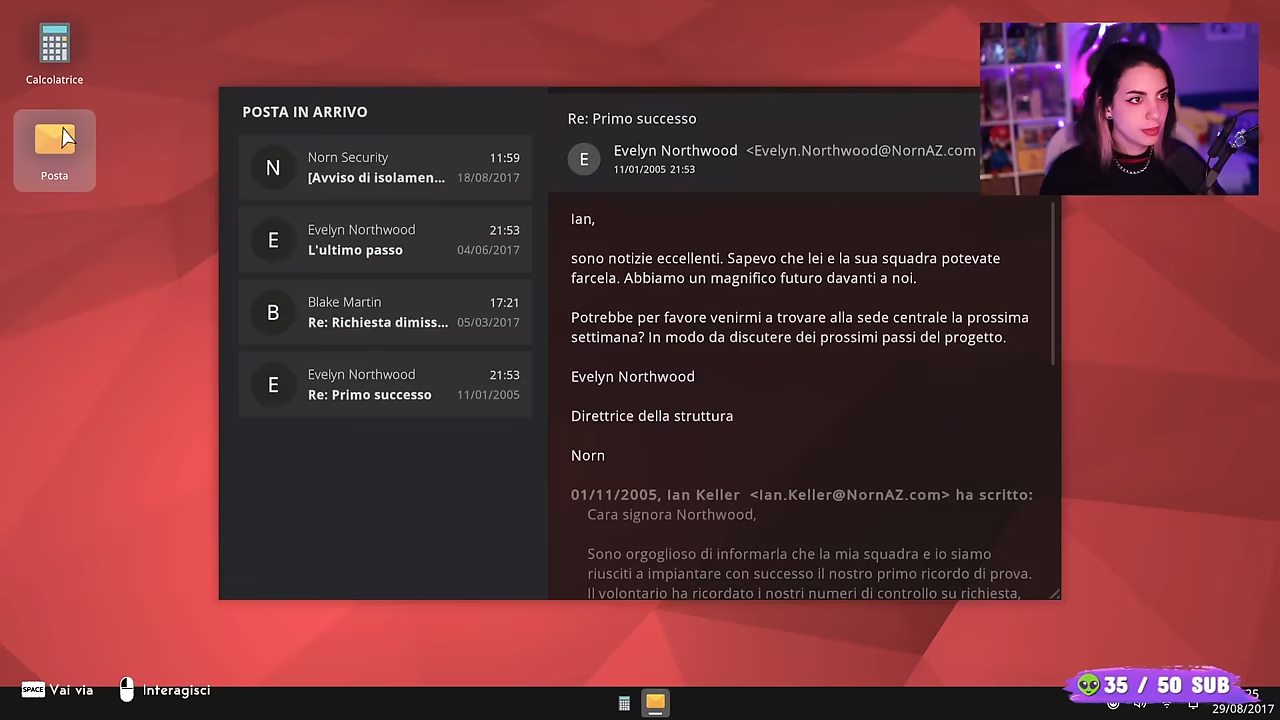 Calcolatrice
Posta
POSTA IN ARRIVO
N
Norn Security
11:59
[Avviso di isolamen...
18/08/2017
E
Evelyn Northwood
21:53
L'ultimo passo
04/06/2017
B
Blake Martin
17:21
Re: Richiesta dimiss...
05/03/2017
E
Evelyn Northwood
21:53
Re: Primo successo
11/01/2005
Re: Primo successo
E
Evelyn Northwood <Evelyn.Northwood@NornAZ.com
11/01/2005 21:53
Ian,
sono notizie eccellenti. Sapevo che lei e la sua squadra potevate
farcela. Abbiamo un magnifico futuro davanti a noi.
Potrebbe per favore venirmi a trovare alla sede centrale la prossima
settimana? In modo da discutere dei prossimi passi del progetto.
Evelyn Northwood
Direttrice della struttura
Norn
01/11/2005, Ian Keller <Ian.Keller@NornAZ.com> ha scritto:
Cara signora Northwood,
Sono orgoglioso di informarla che la mia squadra e io siamo
riusciti a impiantare con successo il nostro primo ricordo di prova.
Il volontario ha ricordato i nostri numeri di controllo su richiesta,
SPACE Vai via
Interagisci
35 / 50 SUB
29/08/2017